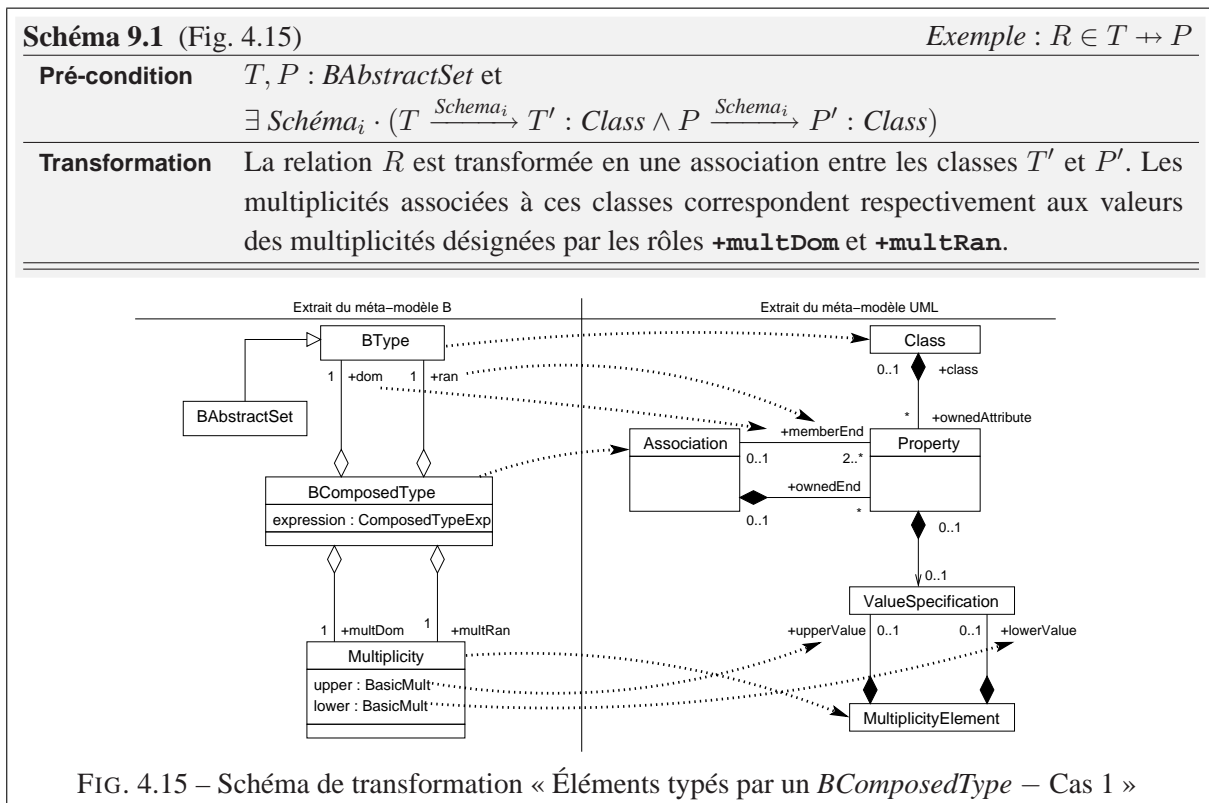 Schéma 9.1 (Fig. 4.15) Exemple : R ∈ T ⇸ P
Pré-condition T, P : BAbstractSet et
∃ Schéma_i · (T —Schema_i→ T′ : Class ∧ P —Schema_i→ P′ : Class)
Transformation La relation R est transformée en une association entre les classes T′ et P′. Les
multiplicités associées à ces classes correspondent respectivement aux valeurs
des multiplicités désignées par les rôles +multDom et +multRan.
Extrait du méta−modèle B
Extrait du méta−modèle UML
BType
Class
1 +dom 1 +ran
0..1 +class
BAbstractSet
* +ownedAttribute
+memberEnd
Association
Property
0..1 2..*
BComposedType
+ownedEnd
expression : ComposedTypeExp
0..1 *
0..1
0..1
ValueSpecification
1 +multDom 1 +multRan
+upperValue 0..1 0..1 +lowerValue
Multiplicity
upper : BasicMult
lower : BasicMult
MultiplicityElement
FIG. 4.15 – Schéma de transformation « Éléments typés par un BComposedType − Cas 1 »